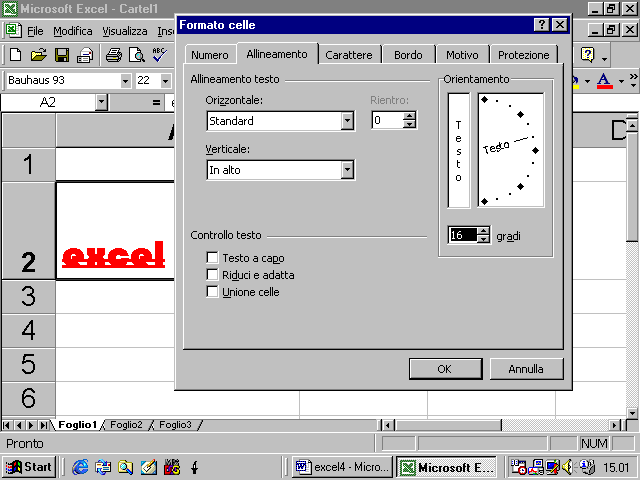 Microsoft Excel - Cartel1
Formato celle
File Modifica Visualizza Inser
Numero Allineamento Carattere Bordo Motivo Protezione
Bauhaus 93 22
Allineamento testo
Orizzontale: Rientro:
Standard 0
Verticale:
In alto
Orientamento
Testo
Testo
16 gradi
Controllo testo
Testo a capo
Riduci e adatta
Unione celle
OK Annulla
A2 =
D
1
2 excel
3
4
5
6
Foglio1 Foglio2 Foglio3
Pronto NUM
Start excel4 - Micro... Microsoft E... 15.01